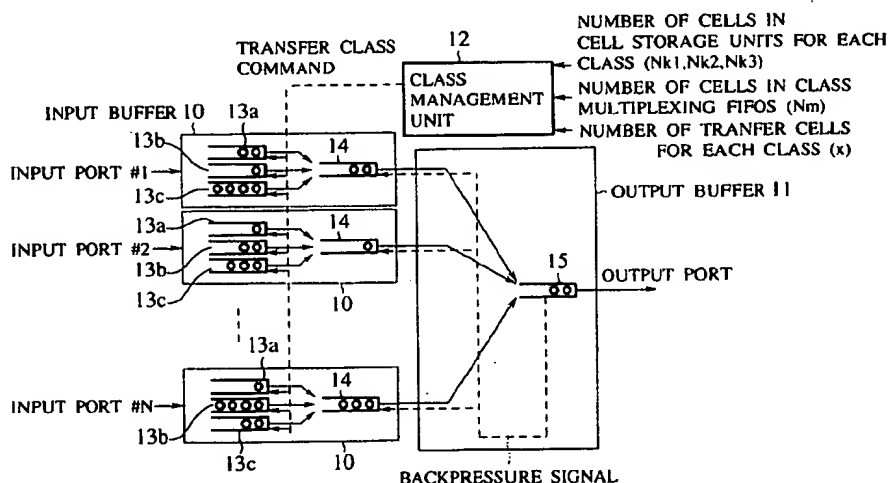 NUMBER OF CELLS IN
CELL STORAGE UNITS FOR EACH
CLASS (Nk1,Nk2,Nk3)
12
TRANSFER CLASS
COMMAND
CLASS
MANAGEMENT
UNIT
NUMBER OF CELLS IN CLASS
MULTIPLEXING FIFOS (Nm)
NUMBER OF TRANFER CELLS
FOR EACH CLASS (x)
INPUT BUFFER 10
13a
13b
14
INPUT PORT #1
13c
OUTPUT BUFFER 11
13a
14
INPUT PORT #2
13b
13c
10
15
OUTPUT PORT
13a
14
INPUT PORT #N
13b
13c
10
BACKPRESSURE SIGNAL